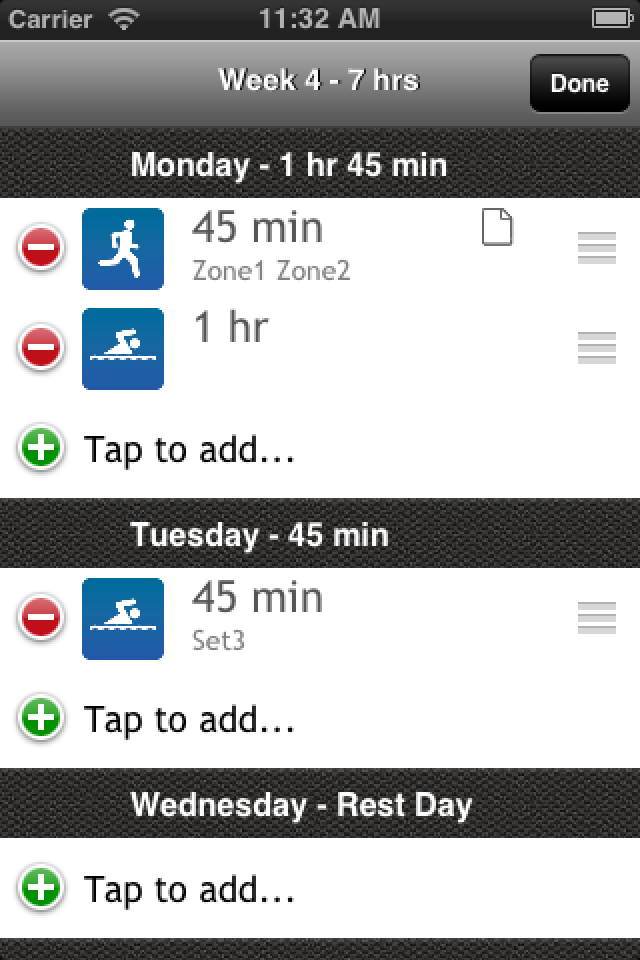 Carrier 11:32 AM
Week 4 - 7 hrs Done
Monday - 1 hr 45 min
45 min
Zone1 Zone2
1 hr
Tap to add...
Tuesday - 45 min
45 min
Set3
Tap to add...
Wednesday - Rest Day
Tap to add...